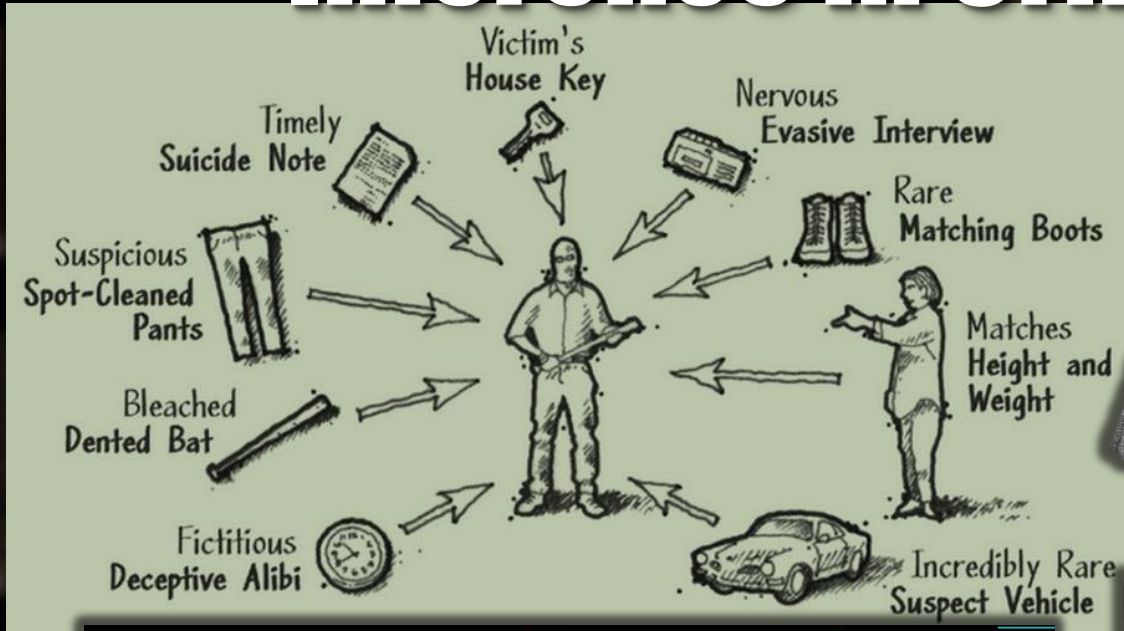 Victim's
House Key
Timely
Suicide Note
Nervous
Evasive Interview
Rare
Matching Boots
Suspicious
Spot-Cleaned
Pants
Matches
Height and
Weight
Bleached
Dented Bat
Fictitious
Deceptive Alibi
Incredibly Rare
Suspect Vehicle